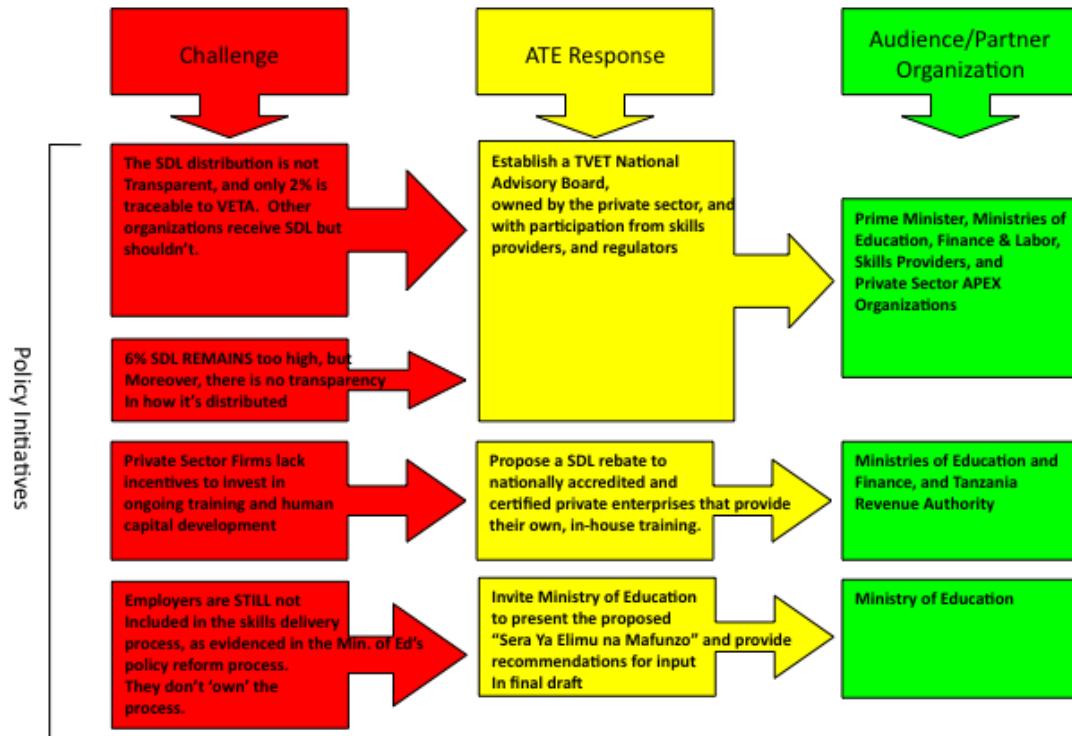 Challenge
ATE Response
Audience/Partner
Organization
Policy Initiatives
The SDL distribution is not
Transparent, and only 2% is
traceable to VETA.  Other
organizations receive SDL but
shouldn't.
Establish a TVET National
Advisory Board,
owned by the private sector, and
with participation from skills
providers, and regulators
Prime Minister, Ministries of
Education, Finance & Labor,
Skills Providers, and
Private Sector APEX
Organizations
6% SDL REMAINS too high, but
Moreover, there is no transparency
In how it's distributed
Private Sector Firms lack
incentives to invest in
ongoing training and human
capital development
Propose a SDL rebate to
nationally accredited and
certified private enterprises that provide
their own, in-house training.
Ministries of Education and
Finance, and Tanzania
Revenue Authority
Employers are STILL not
Included in the skills delivery
process, as evidenced in the Min. of Ed's
policy reform process.
They don't 'own' the
process.
Invite Ministry of Education
to present the proposed
"Sera Ya Elimu na Mafunzo" and provide
recommendations for input
In final draft
Ministry of Education